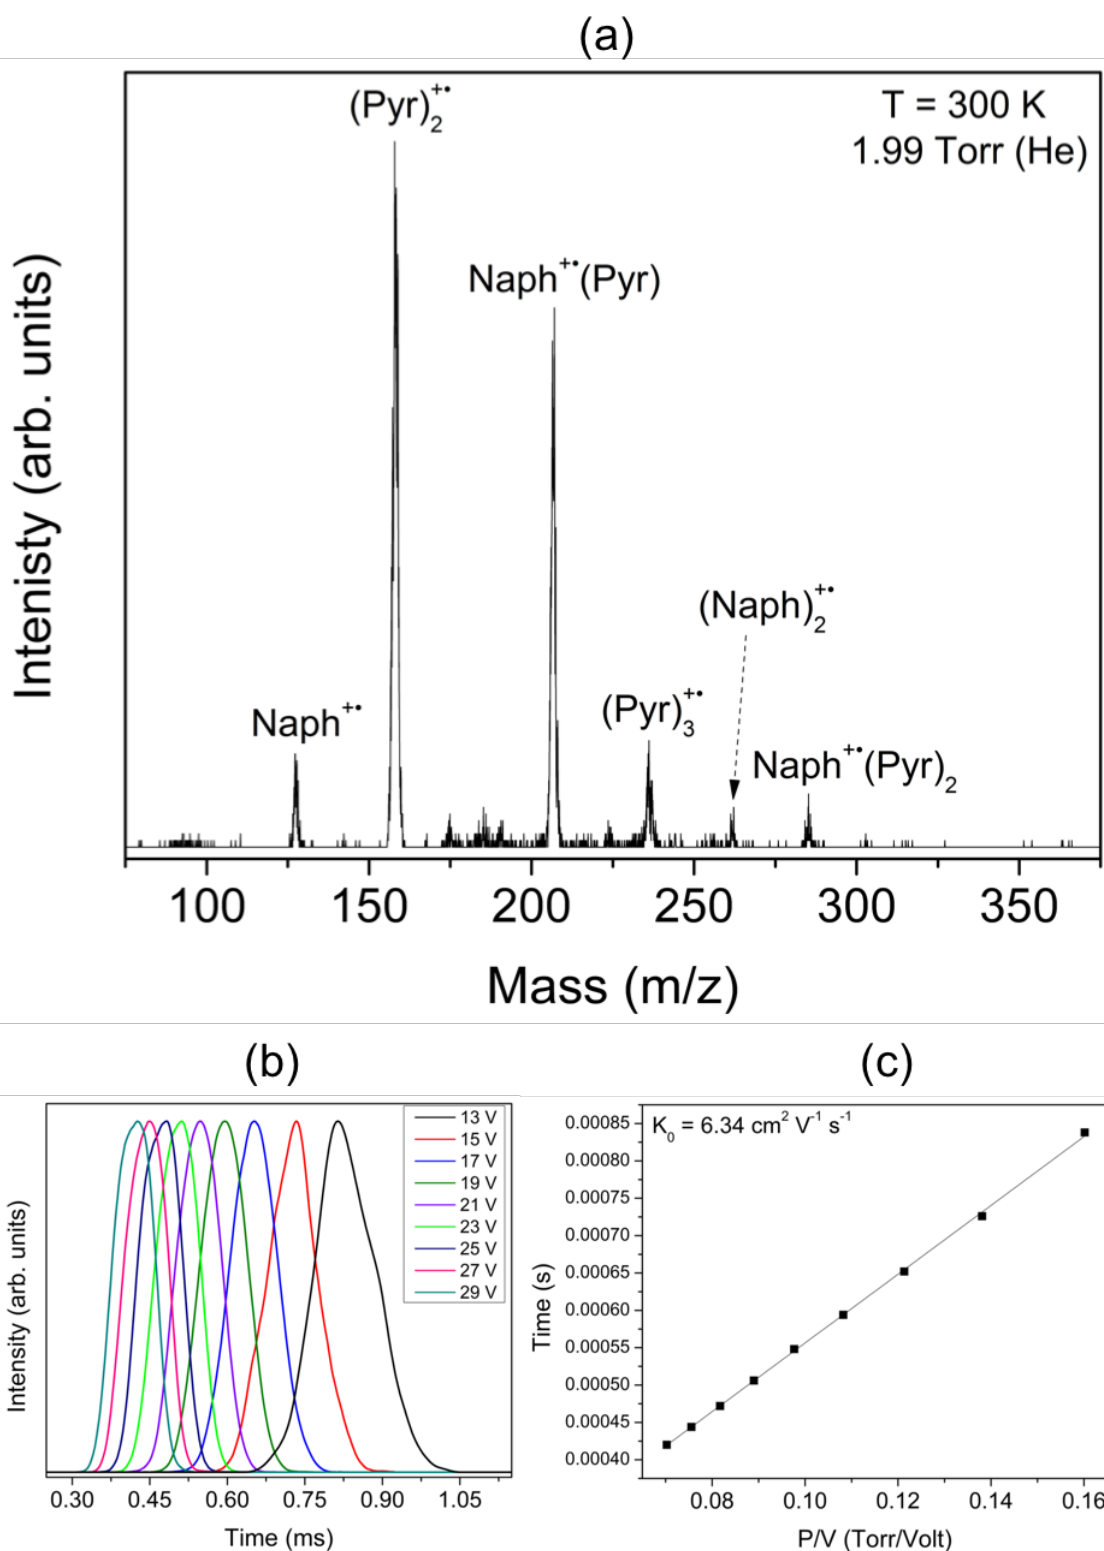 (a)
(Pyr)₂⁺•
T = 300 K
1.99 Torr (He)
Naph⁺•(Pyr)
(Naph)₂⁺•
(Pyr)₃⁺•
Naph⁺•
Naph⁺•(Pyr)₂
Intenisty (arb. units)
100 150 200 250 300 350
Mass (m/z)
(b)
13 V
15 V
17 V
19 V
21 V
23 V
25 V
27 V
29 V
Intensity (arb. units)
0.30 0.45 0.60 0.75 0.90 1.05
Time (ms)
(c)
K₀ = 6.34 cm² V⁻¹ s⁻¹
0.00085
0.00080
0.00075
0.00070
0.00065
0.00060
0.00055
0.00050
0.00045
0.00040
Time (s)
0.08 0.10 0.12 0.14 0.16
P/V (Torr/Volt)